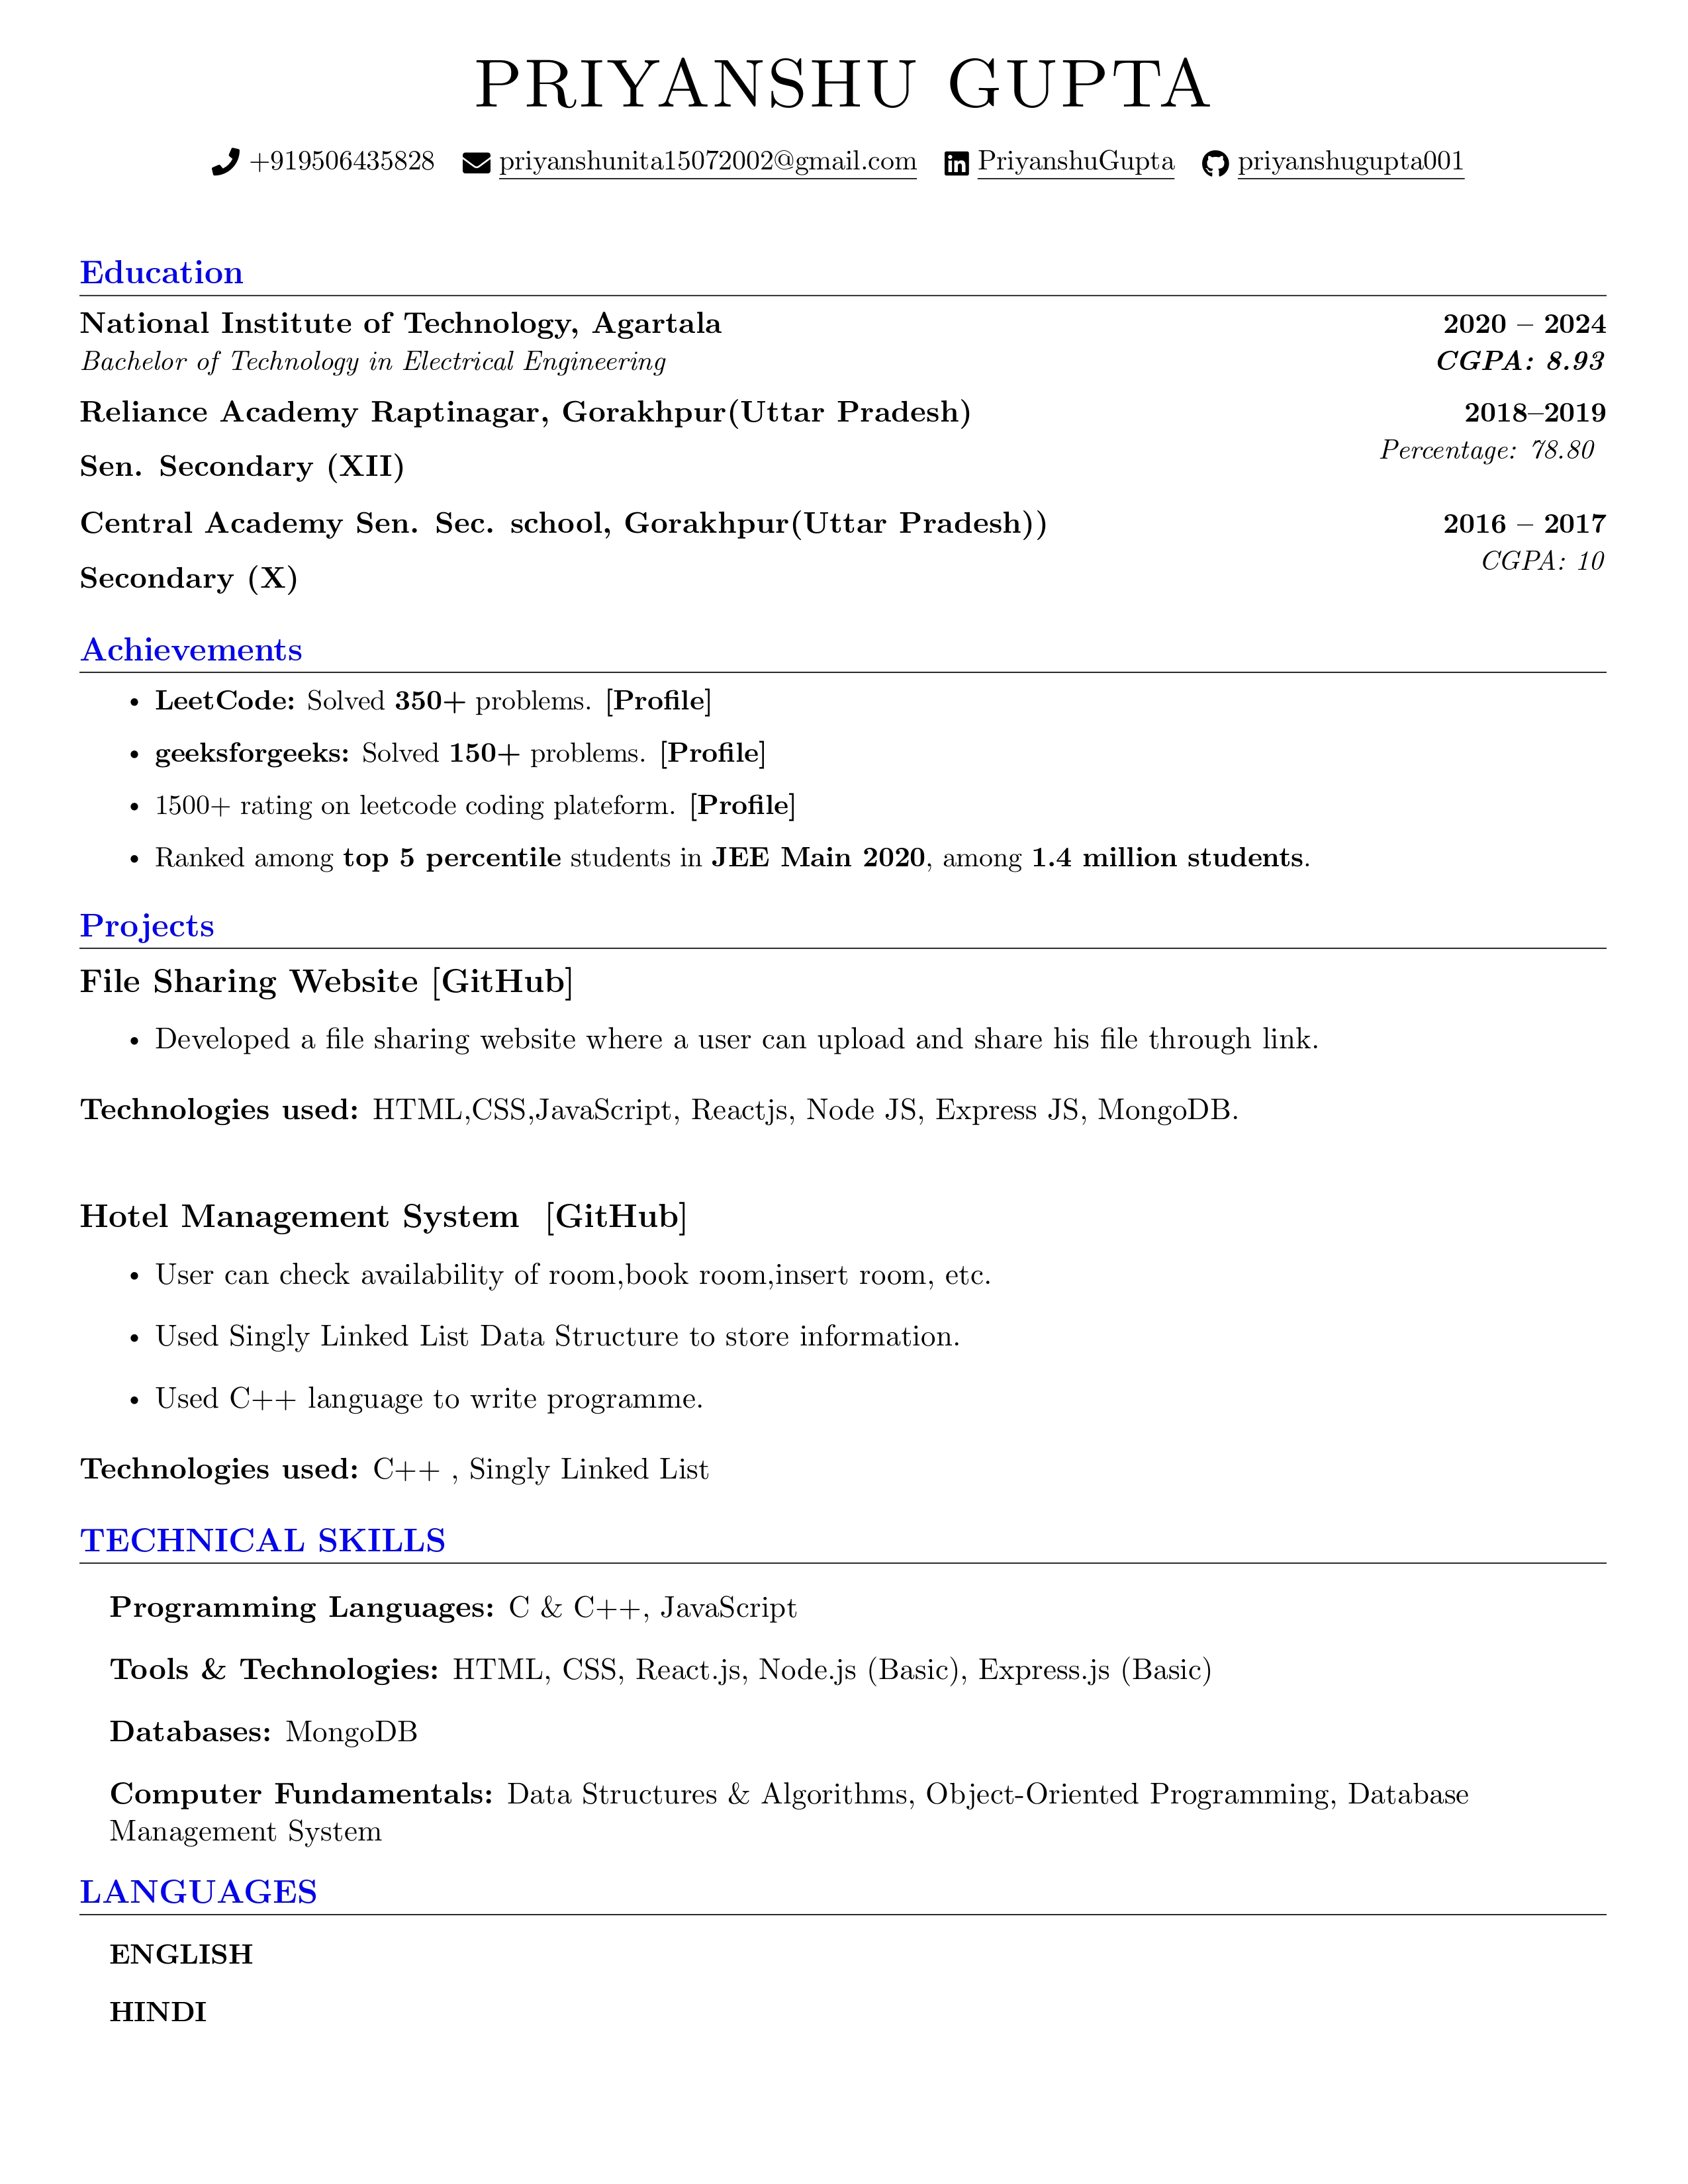 PRIYANSHU GUPTA
+919506435828 priyanshunita15072002@gmail.com PriyanshuGupta priyanshugupta001
Education
National Institute of Technology, Agartala 2020 – 2024
Bachelor of Technology in Electrical Engineering CGPA: 8.93
Reliance Academy Raptinagar, Gorakhpur(Uttar Pradesh) 2018–2019
Percentage: 78.80
Sen. Secondary (XII)
Central Academy Sen. Sec. school, Gorakhpur(Uttar Pradesh)) 2016 – 2017
CGPA: 10
Secondary (X)
Achievements
• LeetCode: Solved 350+ problems. [Profile]
• geeksforgeeks: Solved 150+ problems. [Profile]
• 1500+ rating on leetcode coding plateform. [Profile]
• Ranked among top 5 percentile students in JEE Main 2020, among 1.4 million students.
Projects
File Sharing Website [GitHub]
• Developed a file sharing website where a user can upload and share his file through link.
Technologies used: HTML,CSS,JavaScript, Reactjs, Node JS, Express JS, MongoDB.
Hotel Management System [GitHub]
• User can check availability of room,book room,insert room, etc.
• Used Singly Linked List Data Structure to store information.
• Used C++ language to write programme.
Technologies used: C++ , Singly Linked List
TECHNICAL SKILLS
Programming Languages: C & C++, JavaScript
Tools & Technologies: HTML, CSS, React.js, Node.js (Basic), Express.js (Basic)
Databases: MongoDB
Computer Fundamentals: Data Structures & Algorithms, Object-Oriented Programming, Database
Management System
LANGUAGES
ENGLISH
HINDI